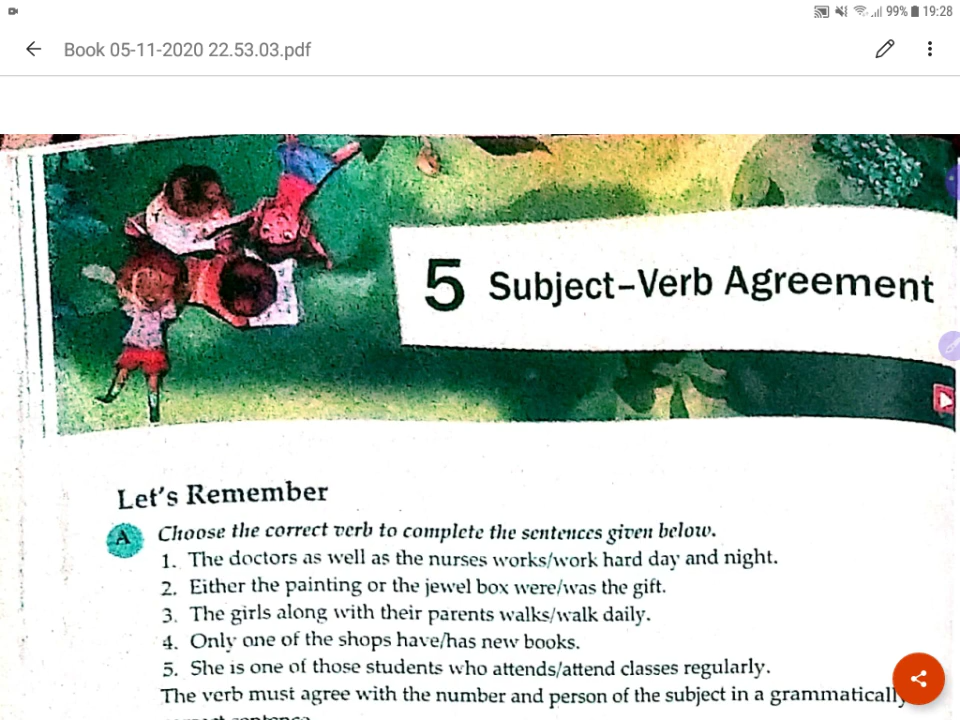 99% 19:28
Book 05-11-2020 22.53.03.pdf
5 Subject-Verb Agreement
Let's Remember
A Choose the correct verb to complete the sentences given below.
1. The doctors as well as the nurses works/work hard day and night.
2. Either the painting or the jewel box were/was the gift.
3. The girls along with their parents walks/walk daily.
4. Only one of the shops have/has new books.
5. She is one of those students who attends/attend classes regularly.
The verb must agree with the number and person of the subject in a grammatically